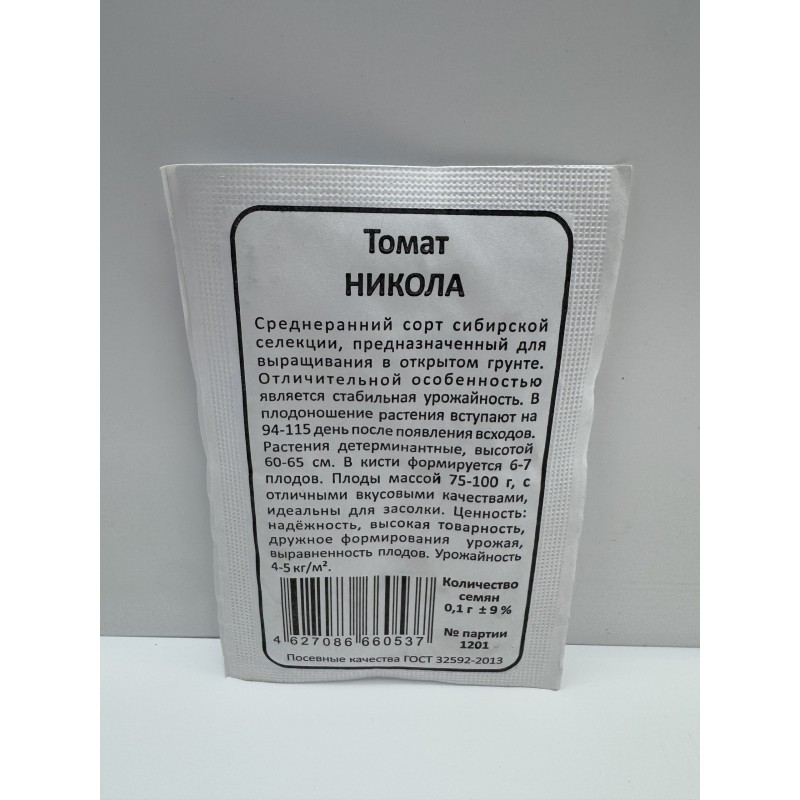 Томат
НИКОЛА
Среднеранний сорт сибирской
селекции, предназначенный для
выращивания в открытом грунте.
Отличительной особенностью
является стабильная урожайность. В
плодоношение растения вступают на
94-115 день после появления всходов.
Растения детерминантные, высотой
60-65 см. В кисти формируется 6-7
плодов. Плоды массой 75-100 г, с
отличными вкусовыми качествами,
идеальны для засолки. Ценность:
надёжность, высокая товарность,
дружное формирования урожая,
выравненность плодов. Урожайность
4-5 кг/м².
Количество
семян
0,1 г ± 9 %
№ партии
1201
4 627086 660537
Посевные качества ГОСТ 32592-2013